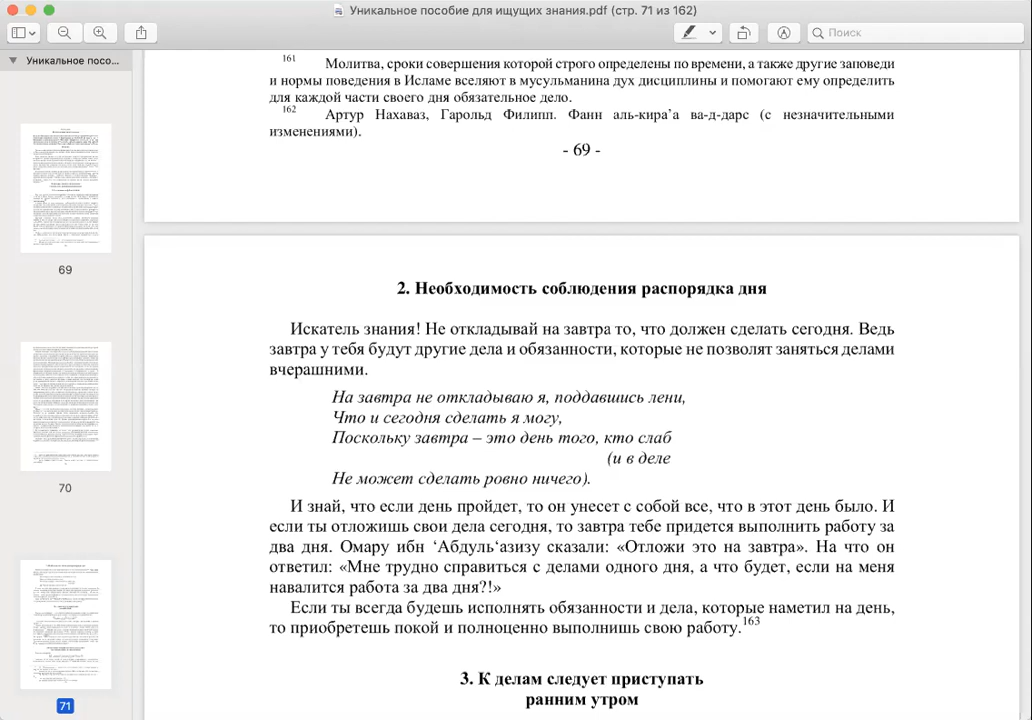 Уникальное пособие для ищущих знания.pdf (стр. 71 из 162)
Поиск
Уникальное посо...
69
70
71
161 Молитва, сроки совершения которой строго определены по времени, а также другие заповеди
и нормы поведения в Исламе вселяют в мусульманина дух дисциплины и помогают ему определить
для каждой части своего дня обязательное дело.
162 Артур Нахаваз, Гарольд Филипп. Фанн аль-кира’а ва-д-дарс (с незначительными
изменениями).
- 69 -
2. Необходимость соблюдения распорядка дня
Искатель знания! Не откладывай на завтра то, что должен сделать сегодня. Ведь
завтра у тебя будут другие дела и обязанности, которые не позволят заняться делами
вчерашними.
На завтра не откладываю я, поддавшись лени,
Что и сегодня сделать я могу,
Поскольку завтра – это день того, кто слаб
(и в деле
Не может сделать ровно ничего).
И знай, что если день пройдет, то он унесет с собой все, что в этот день было. И
если ты отложишь свои дела сегодня, то завтра тебе придется выполнить работу за
два дня. Омару ибн ‘Абдуль‘азизу сказали: «Отложи это на завтра». На что он
ответил: «Мне трудно справиться с делами одного дня, а что будет, если на меня
навалится работа за два дня?!»
Если ты всегда будешь исполнять обязанности и дела, которые наметил на день,
то приобретешь покой и полноценно выполнишь свою работу.163
3. К делам следует приступать
ранним утром